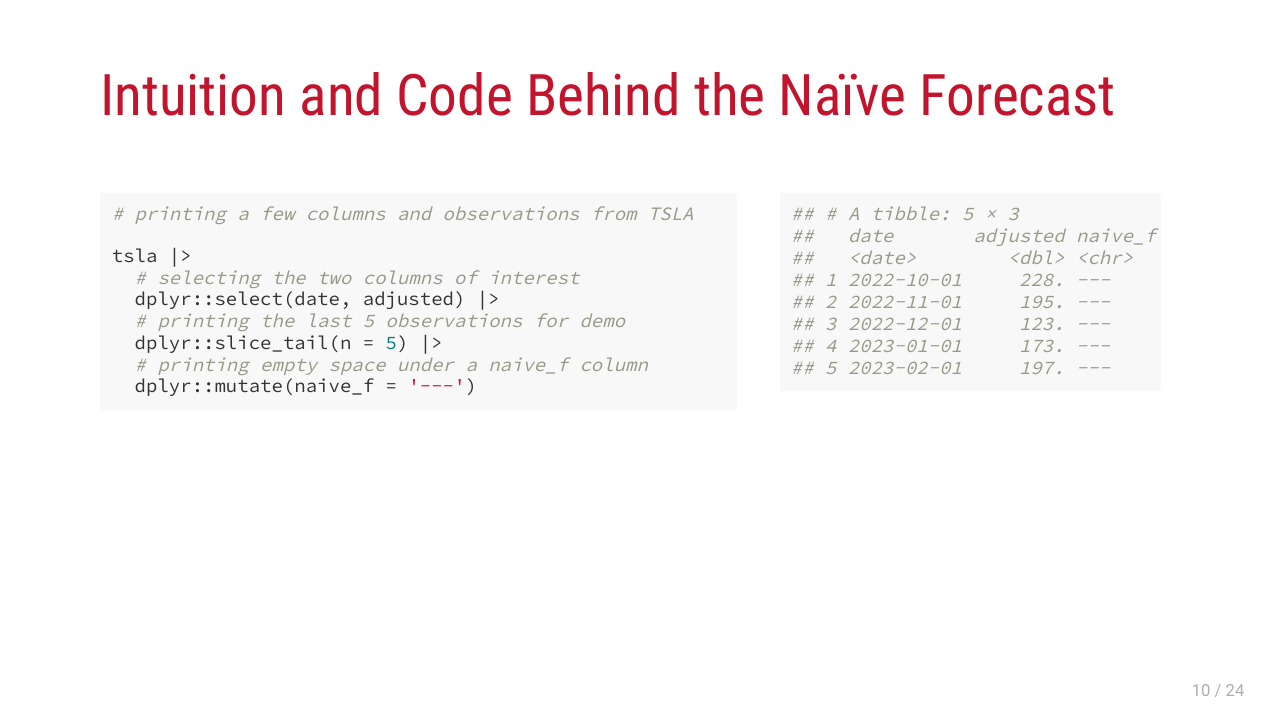 Intuition and Code Behind the Naïve Forecast
# printing a few columns and observations from TSLA
tsla |>
  # selecting the two columns of interest
  dplyr::select(date, adjusted) |>
  # printing the last 5 observations for demo
  dplyr::slice_tail(n = 5) |>
  # printing empty space under a naive_f column
  dplyr::mutate(naive_f = '---')
## # A tibble: 5 × 3
##   date       adjusted naive_f
##   <date>        <dbl> <chr>
## 1 2022-10-01     228. ---
## 2 2022-11-01     195. ---
## 3 2022-12-01     123. ---
## 4 2023-01-01     173. ---
## 5 2023-02-01     197. ---
10 / 24